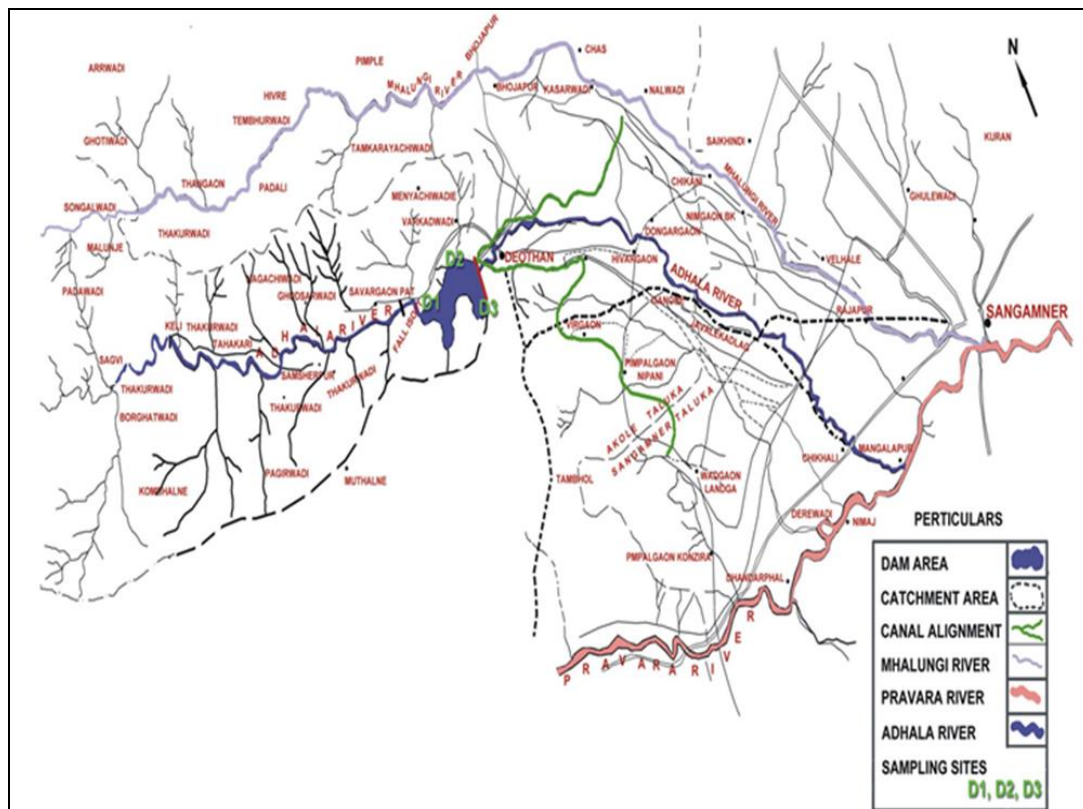 N
ARRWADI
PIMPLE
BHOJAPUR
CHAS
HIVRE
MHALUNGI RIVER
BHOJAPUR
KASARWADI
NALWADI
TEMBHURWADI
GHOTIWADI
TAMKARAYACHIWADI
SAIKHINDI
KURAN
THANGAON
PADALI
MENYACHIWADIE
CHIKANI
MHALUNGI RIVER
GHULEWADI
SONGALWADI
VARKADWADI
NIMGAON BK
THAKURWADI
DONGARGAON
MALUNJE
D2
DEOTHAN
HIVARGAON
VELHALE
ADHALA RIVER
PADAWADI
SAVARGAON PAT
D1
D3
RAJAPUR
SANGAMNER
KELI
THAKURWADI
ADHALA RIVER
VIRGAON
JAVALEKADLAG
TAHAKARI
SAGVI
SAMSHERPUR
THAKURWADI
PIMPALGAON
NIPANI
THAKURWADI
THAKURWADI
BORGHATWADI
AKOLE TALUKA
SANGAMNER TALUKA
CHIKHALI
MANGALAPUR
PAGIRWADI
MUTHALNE
TAMBHOL
WADGAON
LANDGA
DEREWADI
NIMAJ
PMPALGAON KONZIRA
DHANDARPHAL
PRAVARA RIVER
PERTICULARS
DAM AREA
CATCHMENT AREA
CANAL ALIGNMENT
MHALUNGI RIVER
PRAVARA RIVER
ADHALA RIVER
SAMPLING SITES
D1, D2, D3